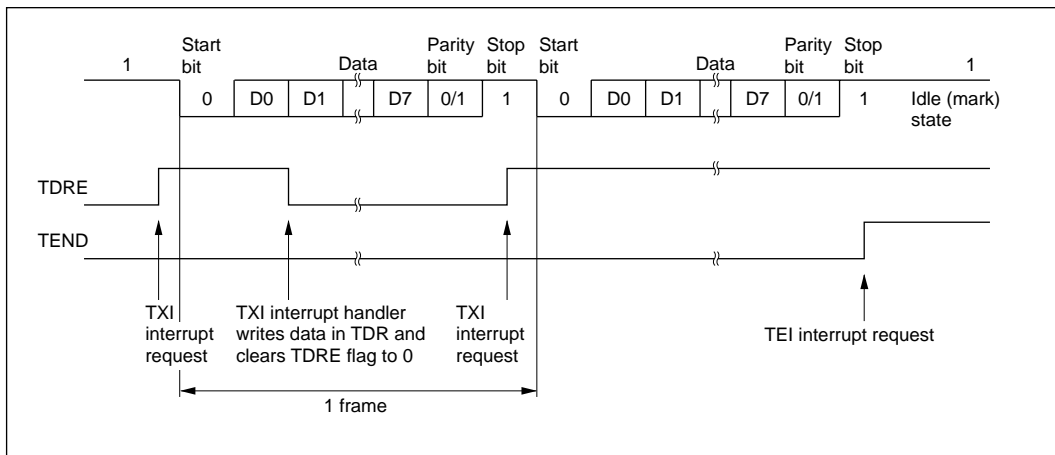 1
Start bit
Data
Parity bit
Stop bit
Start bit
Data
Parity bit
Stop bit
1
0 D0 D1 D7 0/1 1 0 D0 D1 D7 0/1 1
Idle (mark) state
TDRE
TEND
TXI
interrupt
request
TXI interrupt handler
writes data in TDR and
clears TDRE flag to 0
TXI
interrupt
request
TEI interrupt request
1 frame